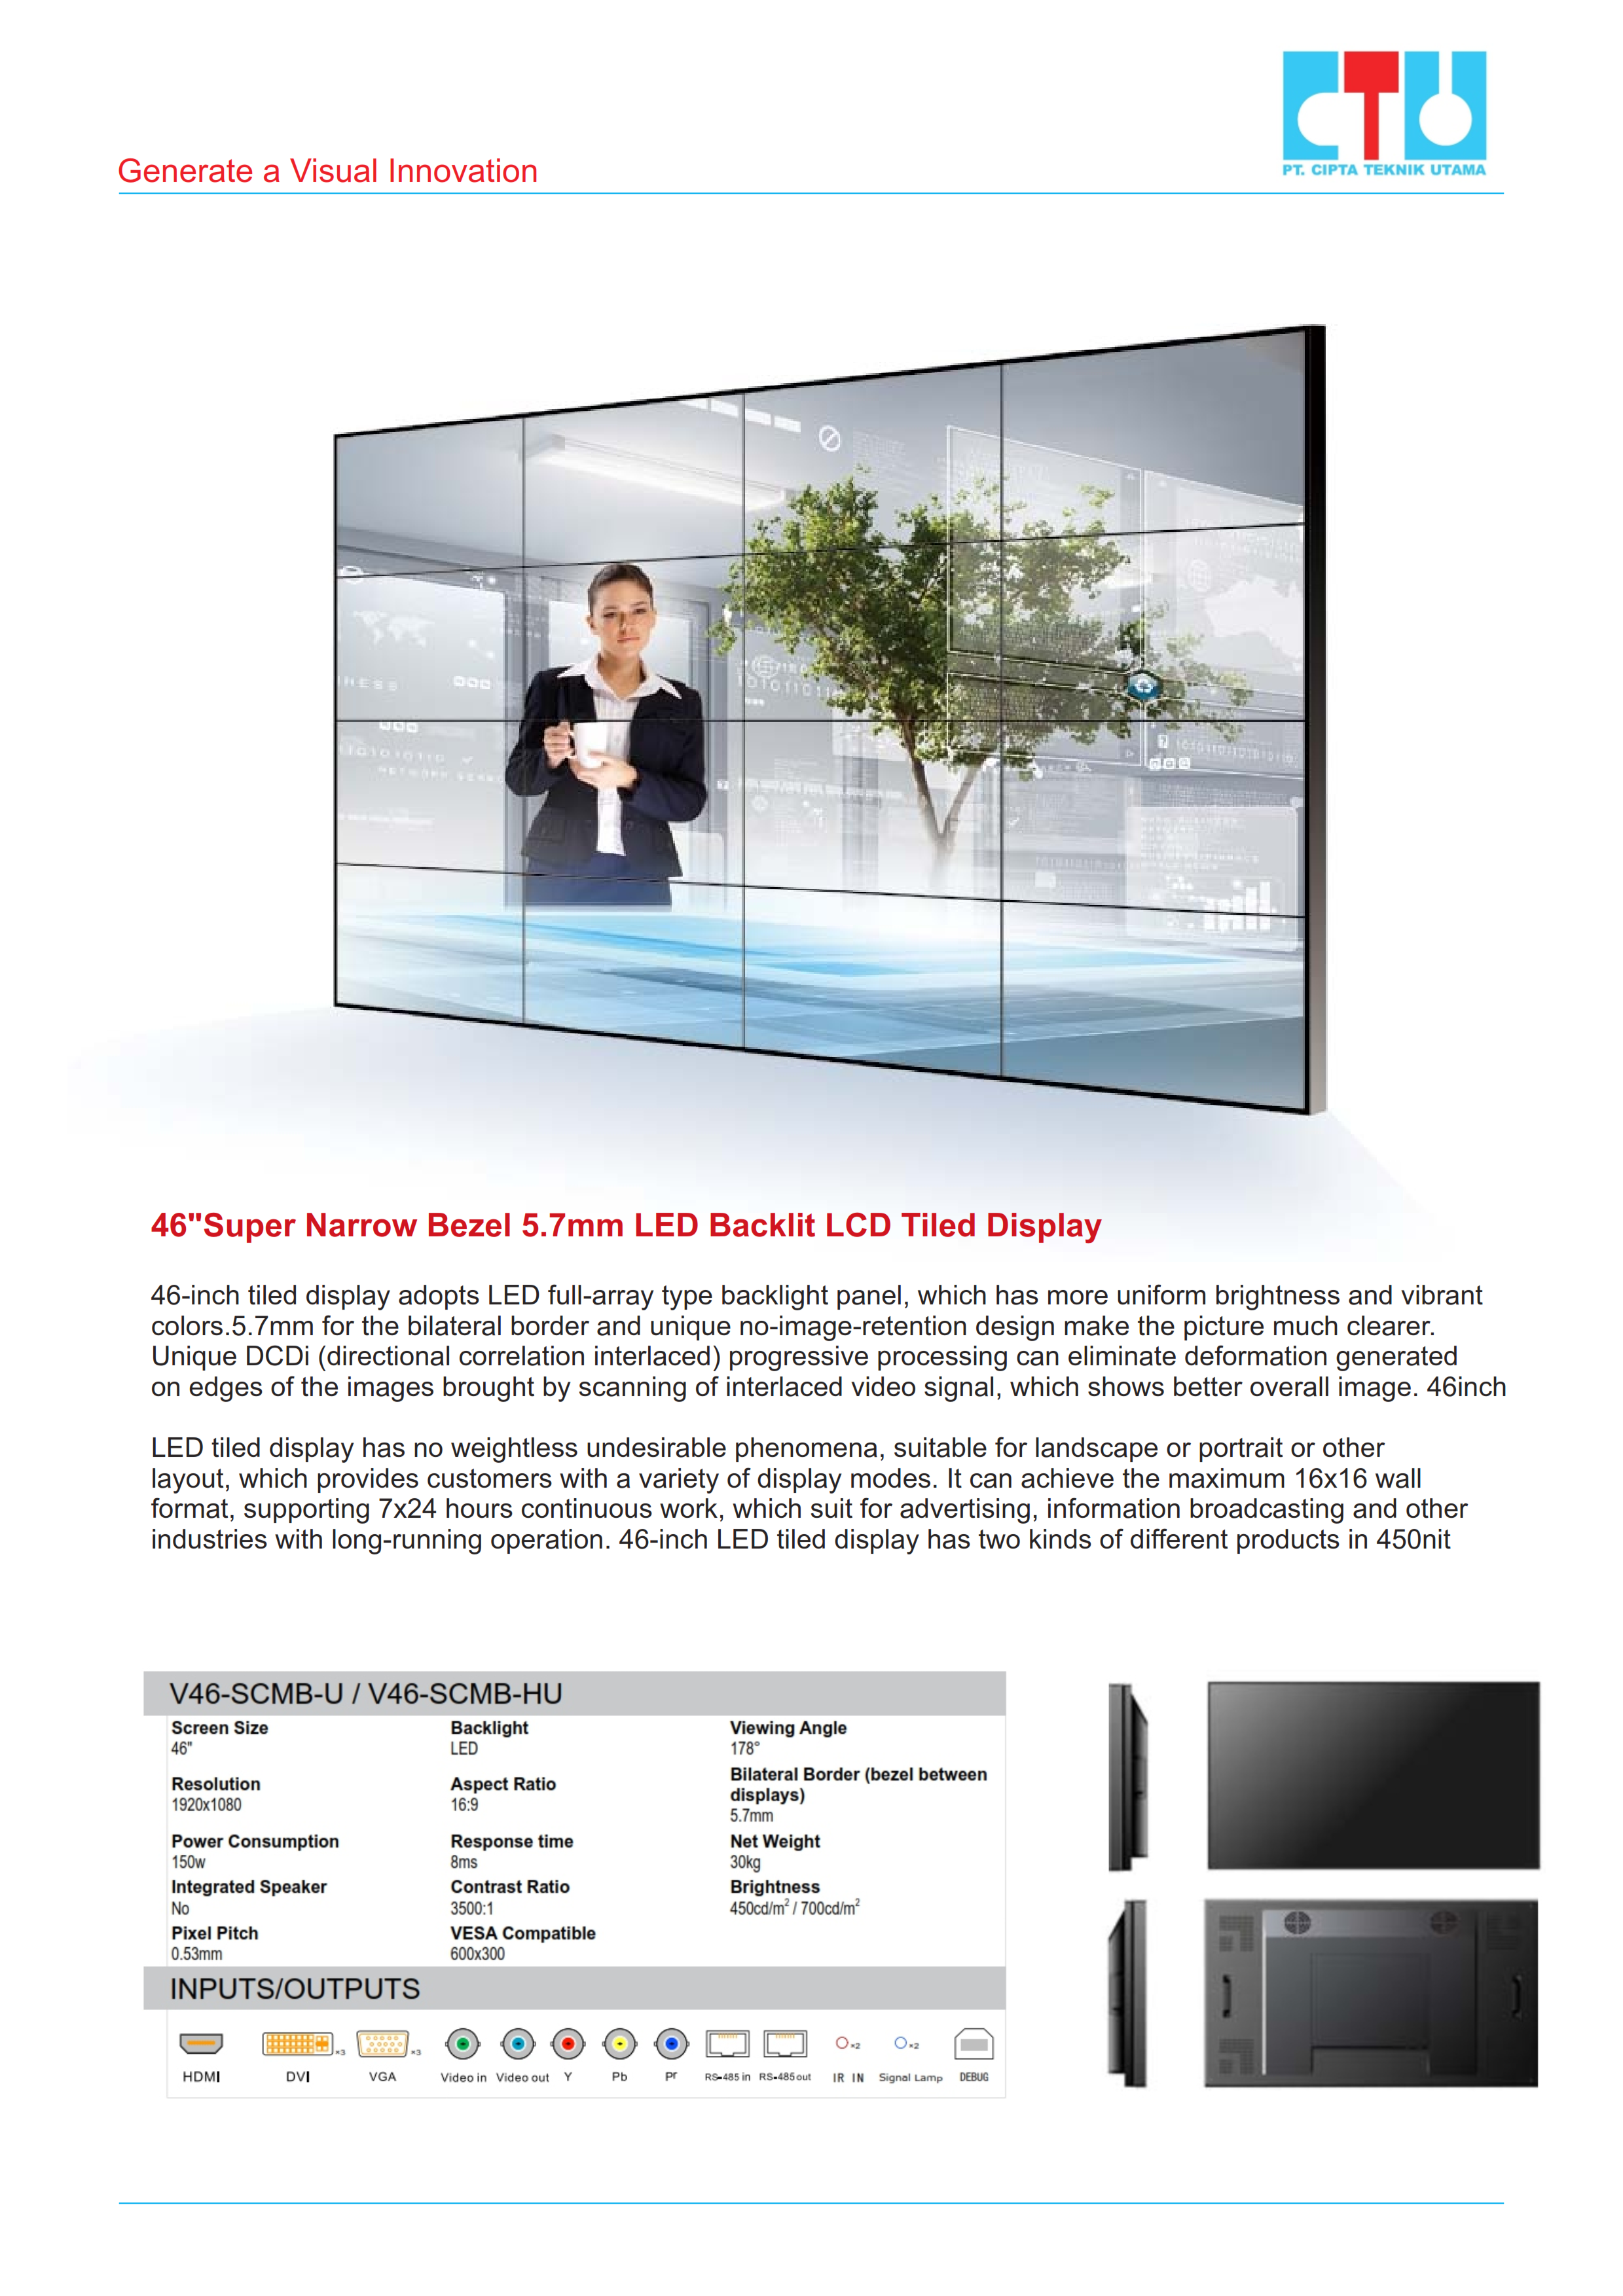 CTU
PT. CIPTA TEKNIK UTAMA
Generate a Visual Innovation
46"Super Narrow Bezel 5.7mm LED Backlit LCD Tiled Display
46-inch tiled display adopts LED full-array type backlight panel, which has more uniform brightness and vibrant
colors.5.7mm for the bilateral border and unique no-image-retention design make the picture much clearer.
Unique DCDi (directional correlation interlaced) progressive processing can eliminate deformation generated
on edges of the images brought by scanning of interlaced video signal, which shows better overall image. 46inch
LED tiled display has no weightless undesirable phenomena, suitable for landscape or portrait or other
layout, which provides customers with a variety of display modes. It can achieve the maximum 16x16 wall
format, supporting 7x24 hours continuous work, which suit for advertising, information broadcasting and other
industries with long-running operation. 46-inch LED tiled display has two kinds of different products in 450nit
V46-SCMB-U / V46-SCMB-HU
Screen Size Backlight Viewing Angle
46" LED 178°
Resolution Aspect Ratio Bilateral Border (bezel between displays)
1920x1080 16:9 5.7mm
Power Consumption Response time Net Weight
150w 8ms 30kg
Integrated Speaker Contrast Ratio Brightness
No 3500:1 450cd/m² / 700cd/m²
Pixel Pitch VESA Compatible
0.53mm 600x300
INPUTS/OUTPUTS
×3 ×3 ×2 ×2
HDMI DVI VGA Video in Video out Y Pb Pr RS-485 in RS-485 out IR IN Signal Lamp DEBUG